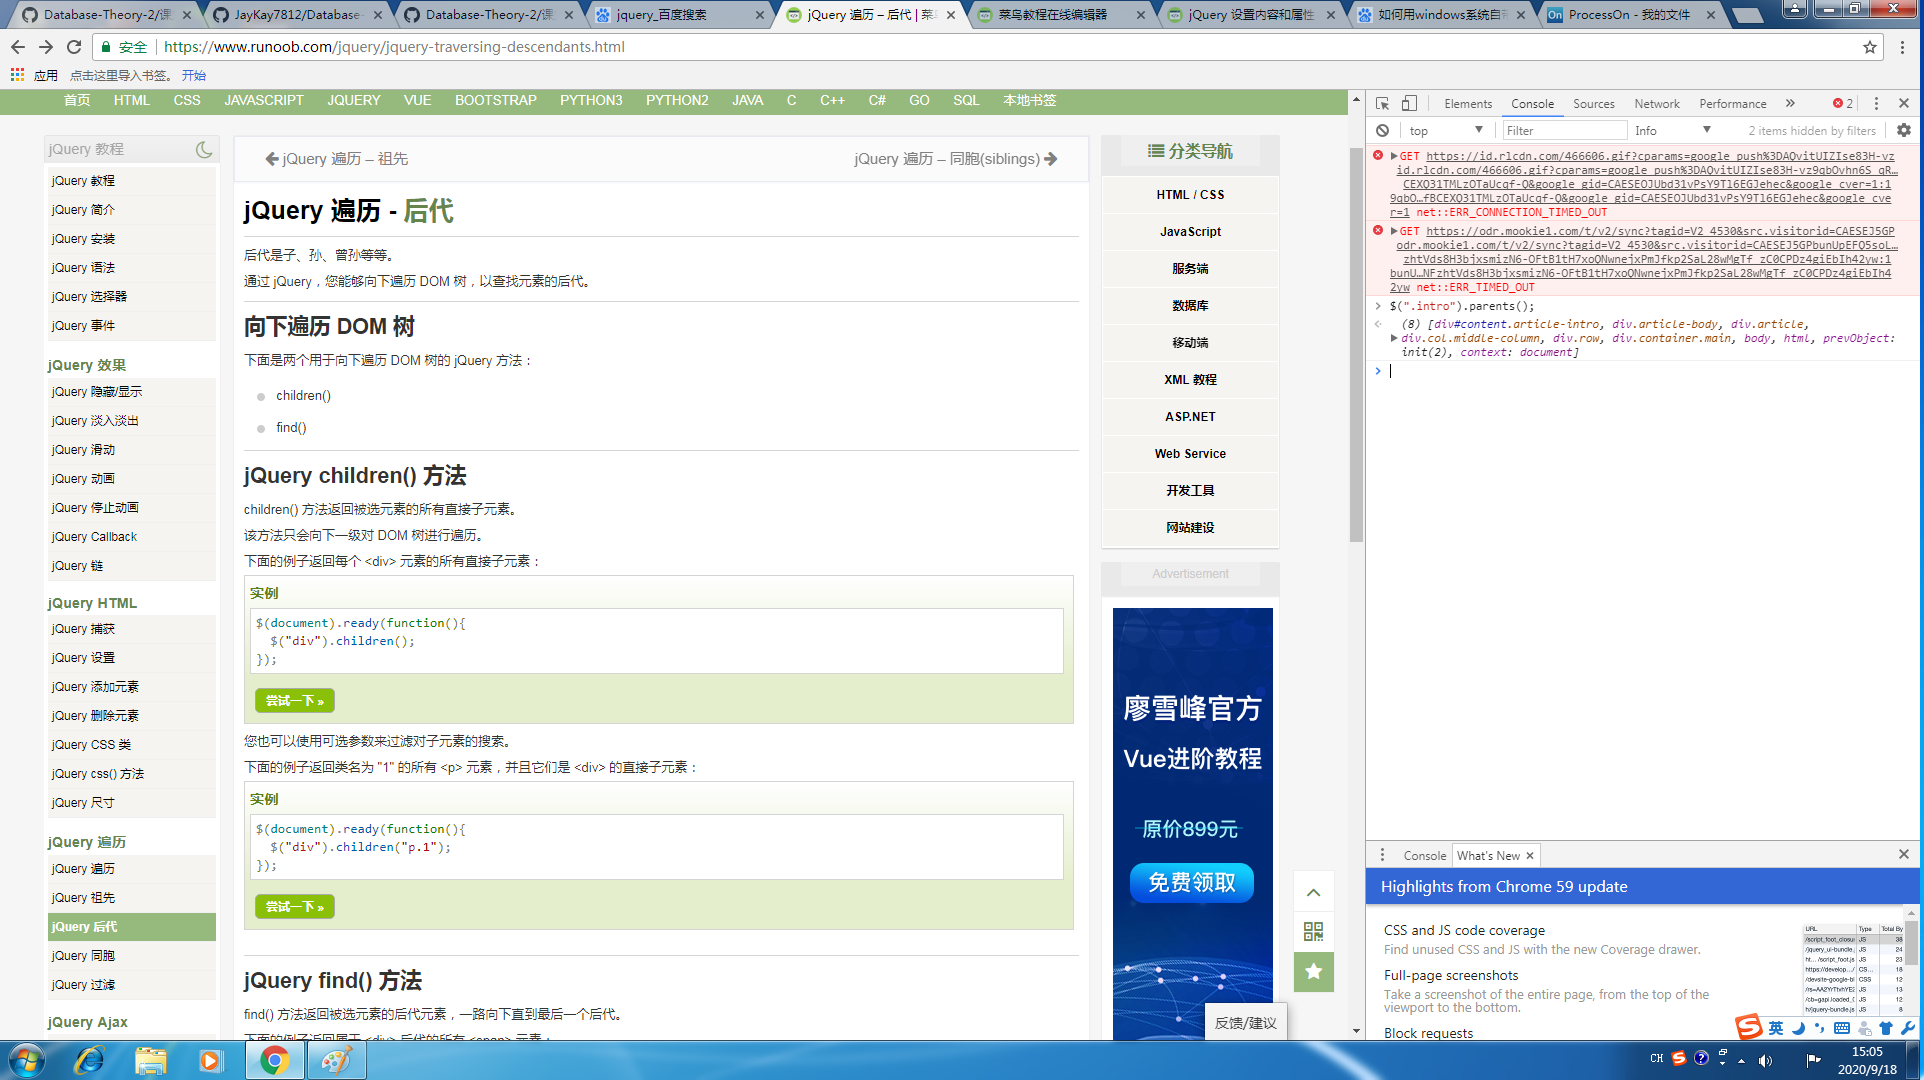 Database-Theory-2/课
JayKay7812/Database-
Database-Theory-2/课
jquery_百度搜索
jQuery 遍历 – 后代 | 菜
菜鸟教程在线编辑器
jQuery 设置内容和属性
如何用windows系统自带
ProcessOn - 我的文件
安全 https://www.runoob.com/jquery/jquery-traversing-descendants.html
应用 点击这里导入书签。 开始
首页 HTML CSS JAVASCRIPT JQUERY VUE BOOTSTRAP PYTHON3 PYTHON2 JAVA C C++ C# GO SQL 本地书签
jQuery 教程
jQuery 教程
jQuery 简介
jQuery 安装
jQuery 语法
jQuery 选择器
jQuery 事件
jQuery 效果
jQuery 隐藏/显示
jQuery 淡入淡出
jQuery 滑动
jQuery 动画
jQuery 停止动画
jQuery Callback
jQuery 链
jQuery HTML
jQuery 捕获
jQuery 设置
jQuery 添加元素
jQuery 删除元素
jQuery CSS 类
jQuery css() 方法
jQuery 尺寸
jQuery 遍历
jQuery 遍历
jQuery 祖先
jQuery 后代
jQuery 同胞
jQuery 过滤
jQuery Ajax
jQuery 遍历 – 祖先
jQuery 遍历 – 同胞(siblings)
jQuery 遍历 - 后代
后代是子、孙、曾孙等等。
通过 jQuery，您能够向下遍历 DOM 树，以查找元素的后代。
向下遍历 DOM 树
下面是两个用于向下遍历 DOM 树的 jQuery 方法：
children()
find()
jQuery children() 方法
children() 方法返回被选元素的所有直接子元素。
该方法只会向下一级对 DOM 树进行遍历。
下面的例子返回每个 <div> 元素的所有直接子元素：
实例
$(document).ready(function(){
$("div").children();
});
尝试一下 »
您也可以使用可选参数来过滤对子元素的搜索。
下面的例子返回类名为 "1" 的所有 <p> 元素，并且它们是 <div> 的直接子元素：
实例
$(document).ready(function(){
$("div").children("p.1");
});
尝试一下 »
jQuery find() 方法
find() 方法返回被选元素的后代元素，一路向下直到最后一个后代。
下面的例子返回属于 <div> 后代的所有 <span> 元素：
分类导航
HTML / CSS
JavaScript
服务端
数据库
移动端
XML 教程
ASP.NET
Web Service
开发工具
网站建设
Advertisement
廖雪峰官方
Vue进阶教程
原价899元
免费领取
反馈/建议
Elements Console Sources Network Performance » 2
top Filter Info 2 items hidden by filters
GET https://id.rlcdn.com/466606.gif?cparams=google_push%3DAQvitUIZIse83H-vz
id.rlcdn.com/466606.gif?cparams=google_push%3DAQvitUIZIse83H-vz9qbOvhn6S_qR…
CEXQ31TMLzOTaUcqf-Q&google_gid=CAESEOJUbd31vPsY9Tl6EGJehec&google_cver=1:1
9qbO…fBCEXQ31TMLzOTaUcqf-Q&google_gid=CAESEOJUbd31vPsY9Tl6EGJehec&google_cve
r=1 net::ERR_CONNECTION_TIMED_OUT
GET https://odr.mookie1.com/t/v2/sync?tagid=V2_4530&src.visitorid=CAESEJ5GP
odr.mookie1.com/t/v2/sync?tagid=V2_4530&src.visitorid=CAESEJ5GPbunUpEFQ5soL…
zhtVds8H3bjxsmizN6-OFtB1tH7xoQNwnejxPmJfkp2SaL28wMgTf_zC0CPDz4giEbIh42yw:1
bunU…NFzhtVds8H3bjxsmizN6-OFtB1tH7xoQNwnejxPmJfkp2SaL28wMgTf_zC0CPDz4giEbIh4
2yw net::ERR_TIMED_OUT
> $(".intro").parents();
(8) [div#content.article-intro, div.article-body, div.article,
div.col.middle-column, div.row, div.container.main, body, html, prevObject:
init(2), context: document]
>
Console What's New
Highlights from Chrome 59 update
CSS and JS code coverage
Find unused CSS and JS with the new Coverage drawer.
Full-page screenshots
Take a screenshot of the entire page, from the top of the
viewport to the bottom.
Block requests
URL Type Total By
英
CH
15:05
2020/9/18